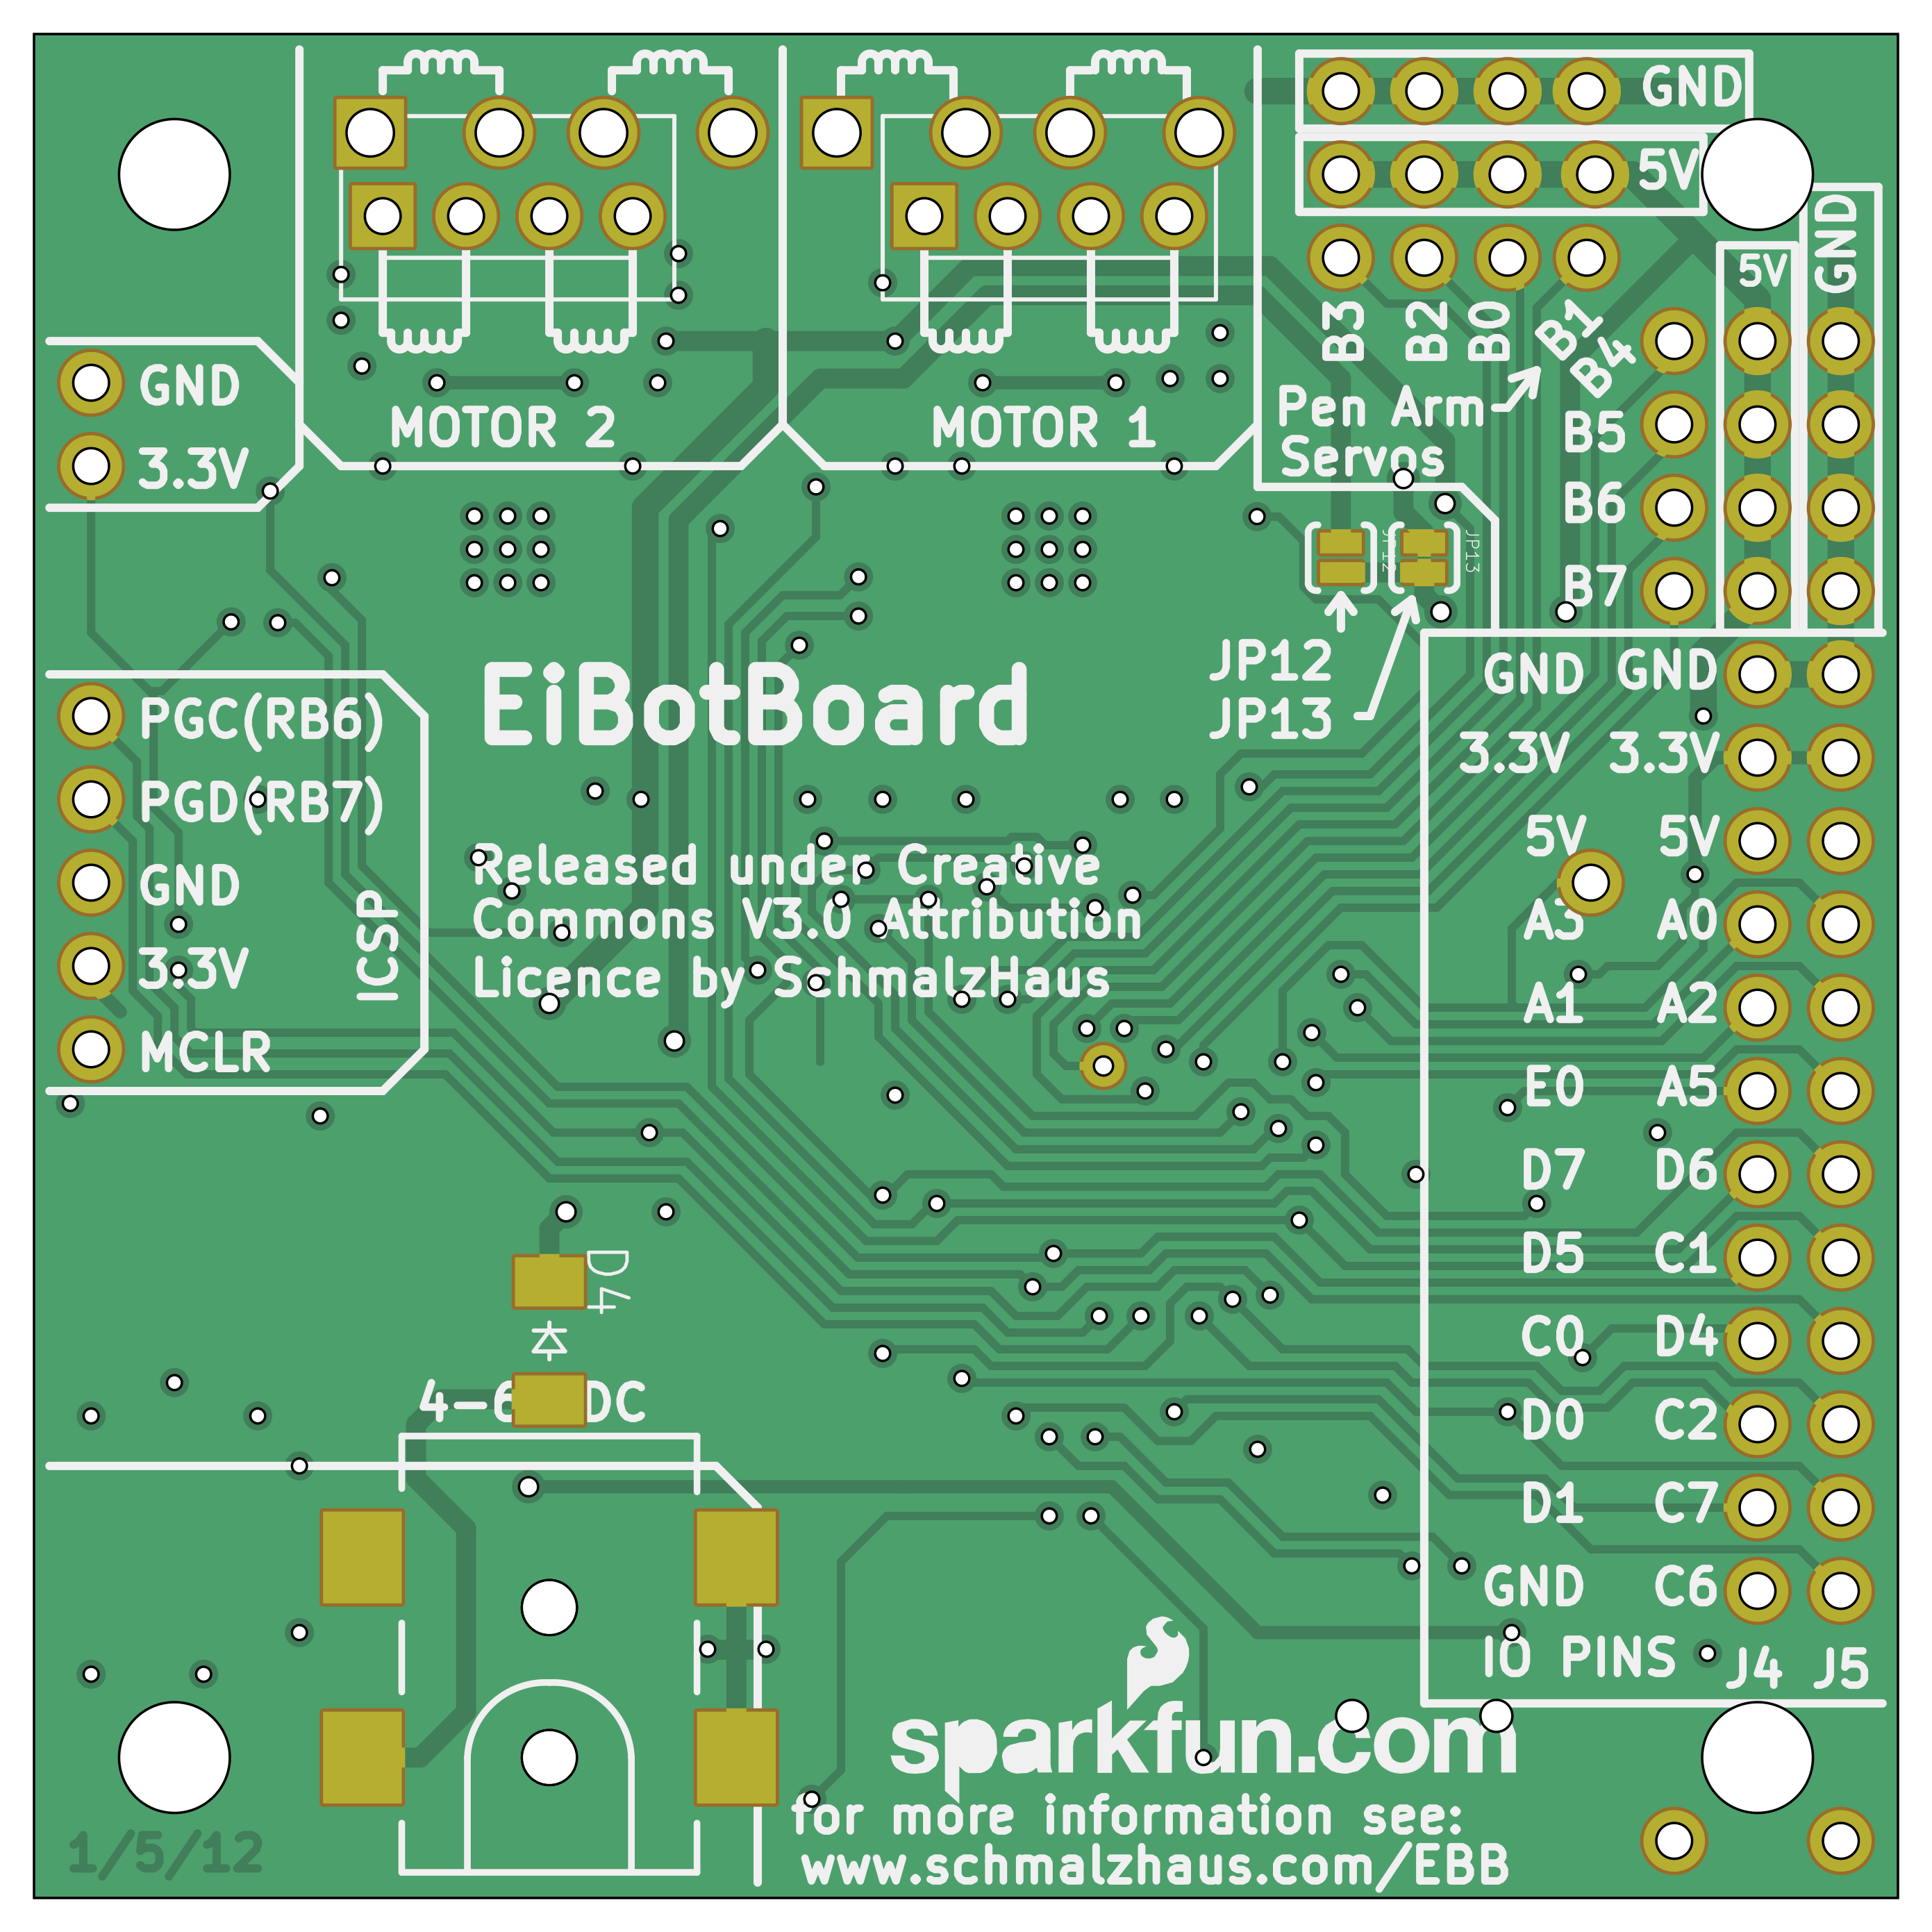 GND
5V
GND
5V
B3 B2 B0 B1
B4
B5
B6
B7
Pen Arm
Servos
GND
3.3V
MOTOR 2
MOTOR 1
JP12 JP13
JP12
JP13
EiBotBoard
PGC(RB6)
PGD(RB7)
GND
3.3V
MCLR
ICSP
Released under Creative
Commons V3.0 Attribution
Licence by SchmalzHaus
GND GND
3.3V 3.3V
5V 5V
A3 A0
A1 A2
E0 A5
D7 D6
D5 C1
C0 D4
D0 C2
D1 C7
GND C6
IO PINS J4 J5
D4
4-6 DC
sparkfun.com
for more information see:
www.schmalzhaus.com/EBB
1/5/12